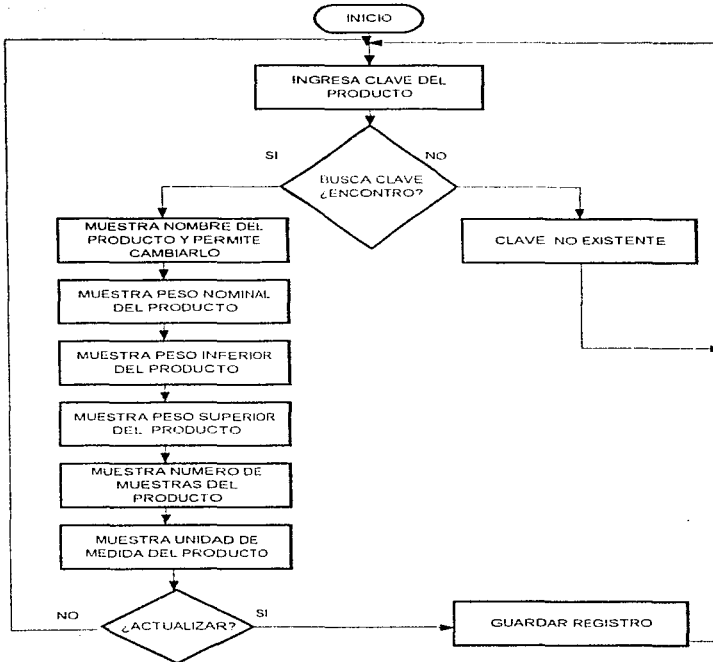 INICIO
INGRESA CLAVE DEL
PRODUCTO
SI
NO
BUSCA CLAVE
¿ENCONTRO?
MUESTRA NOMBRE DEL
PRODUCTO Y PERMITE
CAMBIARLO
CLAVE NO EXISTENTE
MUESTRA PESO NOMINAL
DEL PRODUCTO
MUESTRA PESO INFERIOR
DEL PRODUCTO
MUESTRA PESO SUPERIOR
DEL PRODUCTO
MUESTRA NUMERO DE
MUESTRAS DEL
PRODUCTO
MUESTRA UNIDAD DE
MEDIDA DEL PRODUCTO
NO
¿ACTUALIZAR?
SI
GUARDAR REGISTRO